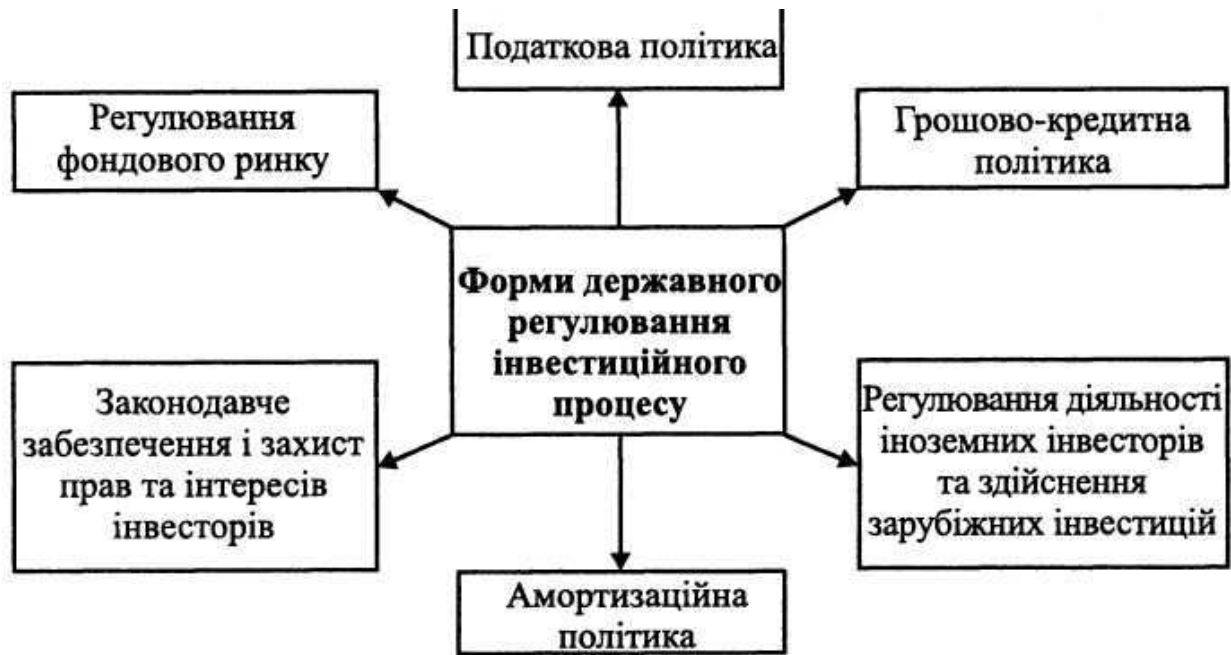 Податкова політика
Регулювання
фондового ринку
Грошово-кредитна
політика
Форми державного
регулювання
інвестиційного
процесу
Законодавче
забезпечення і захист
прав та інтересів
інвесторів
Регулювання діяльності
іноземних інвесторів
та здійснення
зарубіжних інвестицій
Амортизаційна
політика